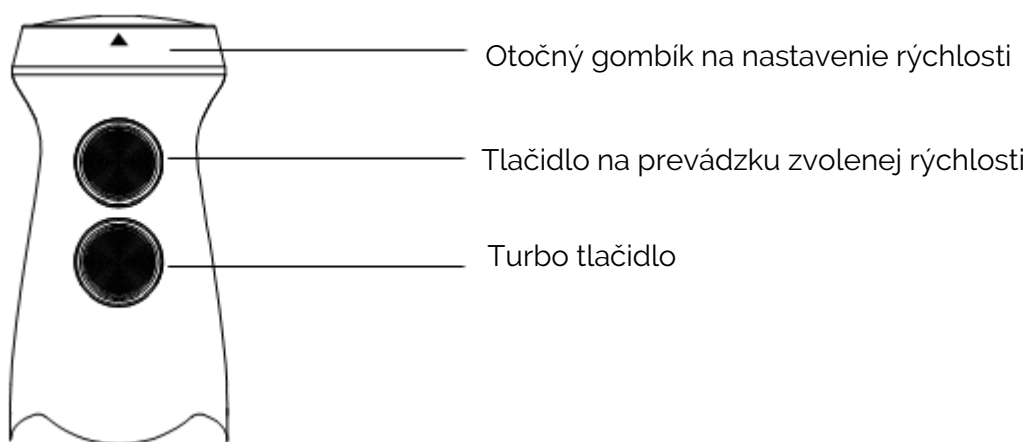 Otočný gombík na nastavenie rýchlosti
Tlačidlo na prevádzku zvolenej rýchlosti
Turbo tlačidlo